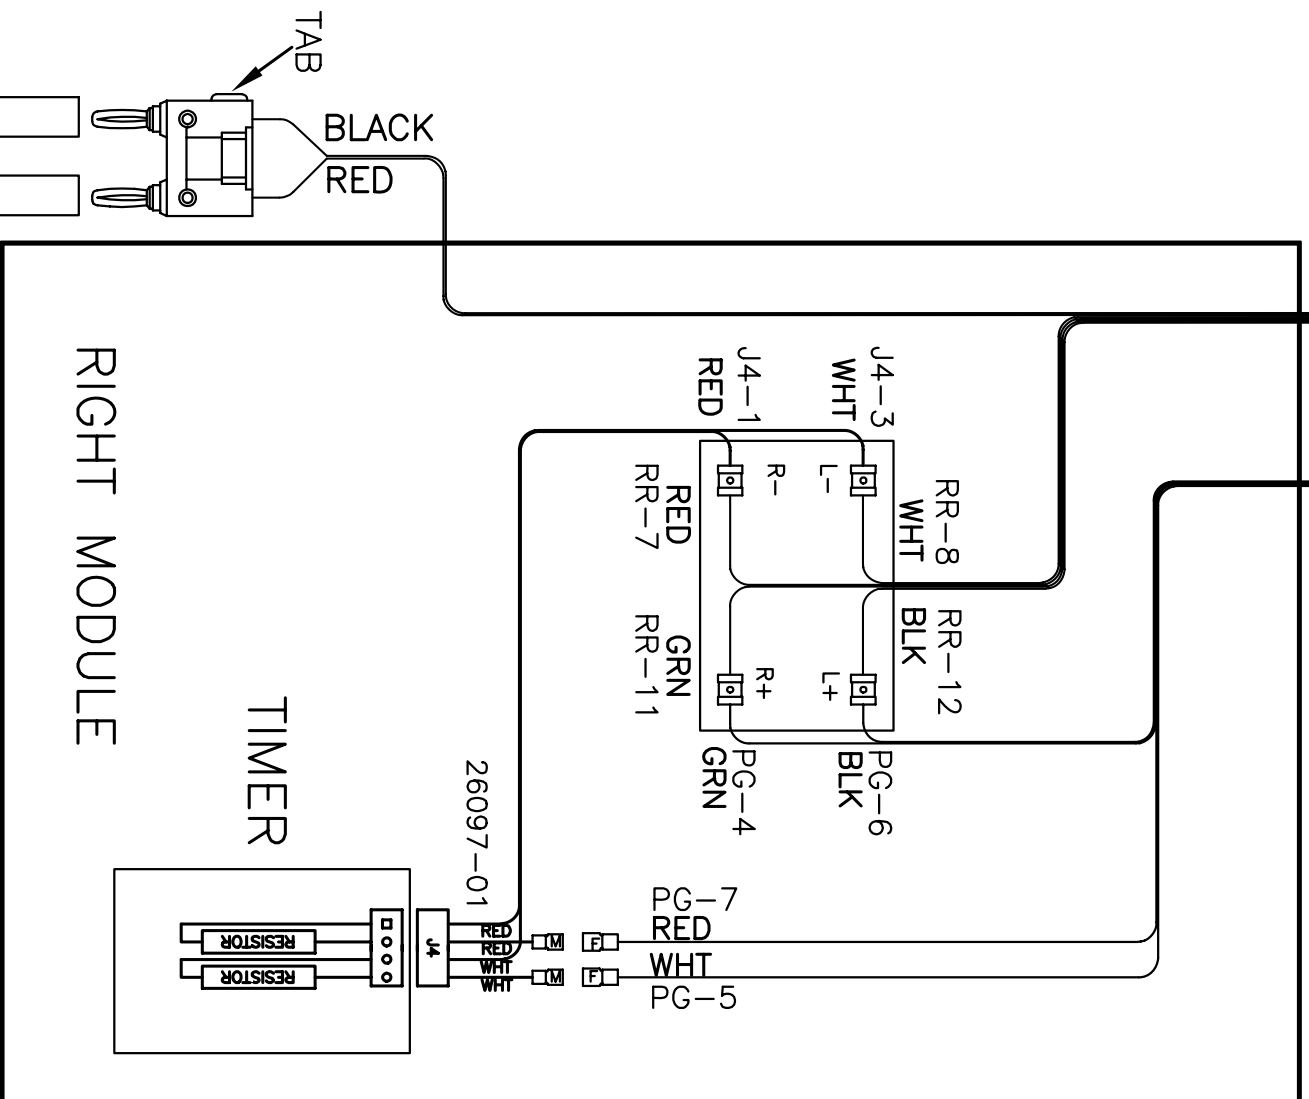 TAB
BLACK
RED
RIGHT MODULE
TIMER
J4-1
RED
J4-3
WHT
R-
L-
RED
RR-7
RR-8
WHT
GRN
RR-11
RR-12
BLK
R+
L+
PG-4
GRN
PG-6
BLK
26097-01
PG-7
RED
WHT
PG-5
RED
RED
WHT
WHT
J4
M
F
M
F
RESISTOR
RESISTOR